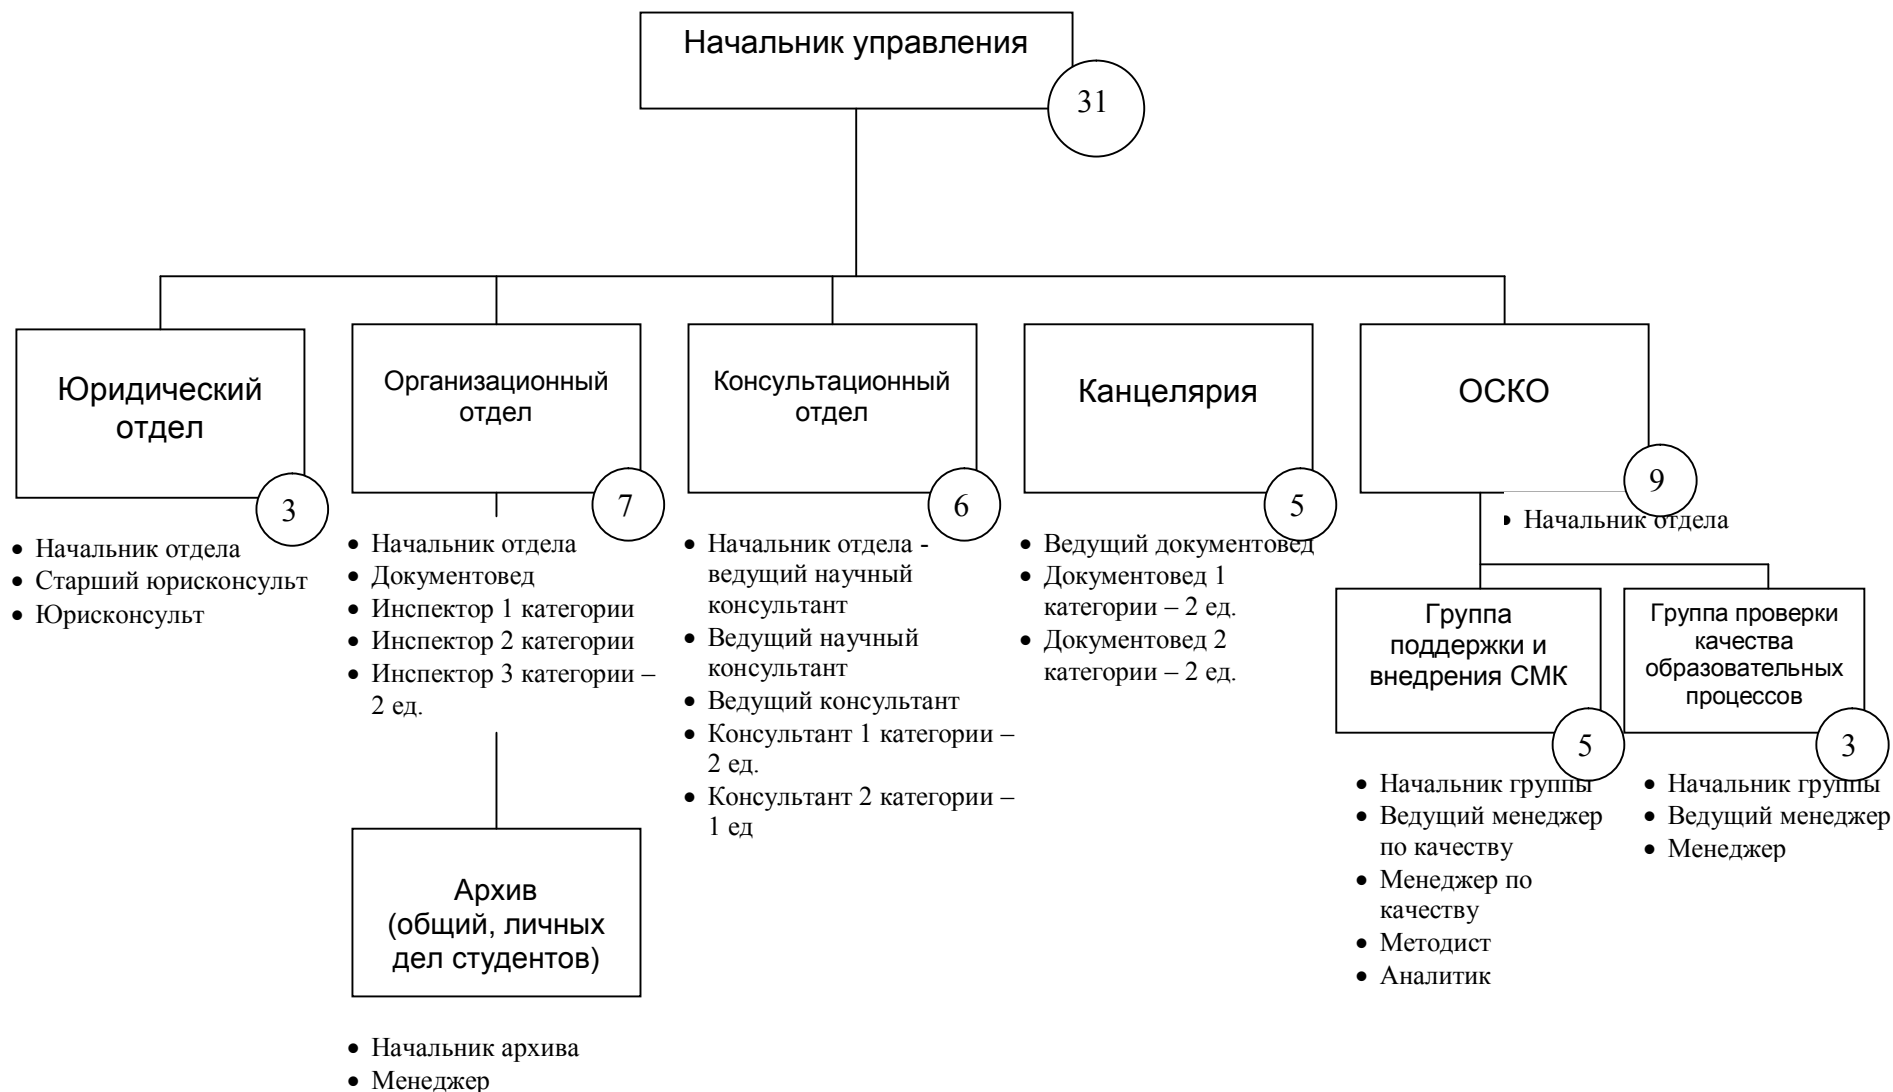 Начальник управления
31
Юридический
отдел
3
• Начальник отдела
• Старший юрисконсульт
• Юрисконсульт
Организационный
отдел
7
• Начальник отдела
• Документовед
• Инспектор 1 категории
• Инспектор 2 категории
• Инспектор 3 категории –
2 ед.
Архив
(общий, личных
дел студентов)
• Начальник архива
• Менеджер
Консультационный
отдел
6
• Начальник отдела -
ведущий научный
консультант
• Ведущий научный
консультант
• Ведущий консультант
• Консультант 1 категории –
2 ед.
• Консультант 2 категории –
1 ед
Канцелярия
5
• Ведущий документовед
• Документовед 1
категории – 2 ед.
• Документовед 2
категории – 2 ед.
ОСКО
9
• Начальник отдела
Группа
поддержки и
внедрения СМК
5
• Начальник группы
• Ведущий менеджер
по качеству
• Менеджер по
качеству
• Методист
• Аналитик
Группа проверки
качества
образовательных
процессов
3
• Начальник группы
• Ведущий менеджер
• Менеджер